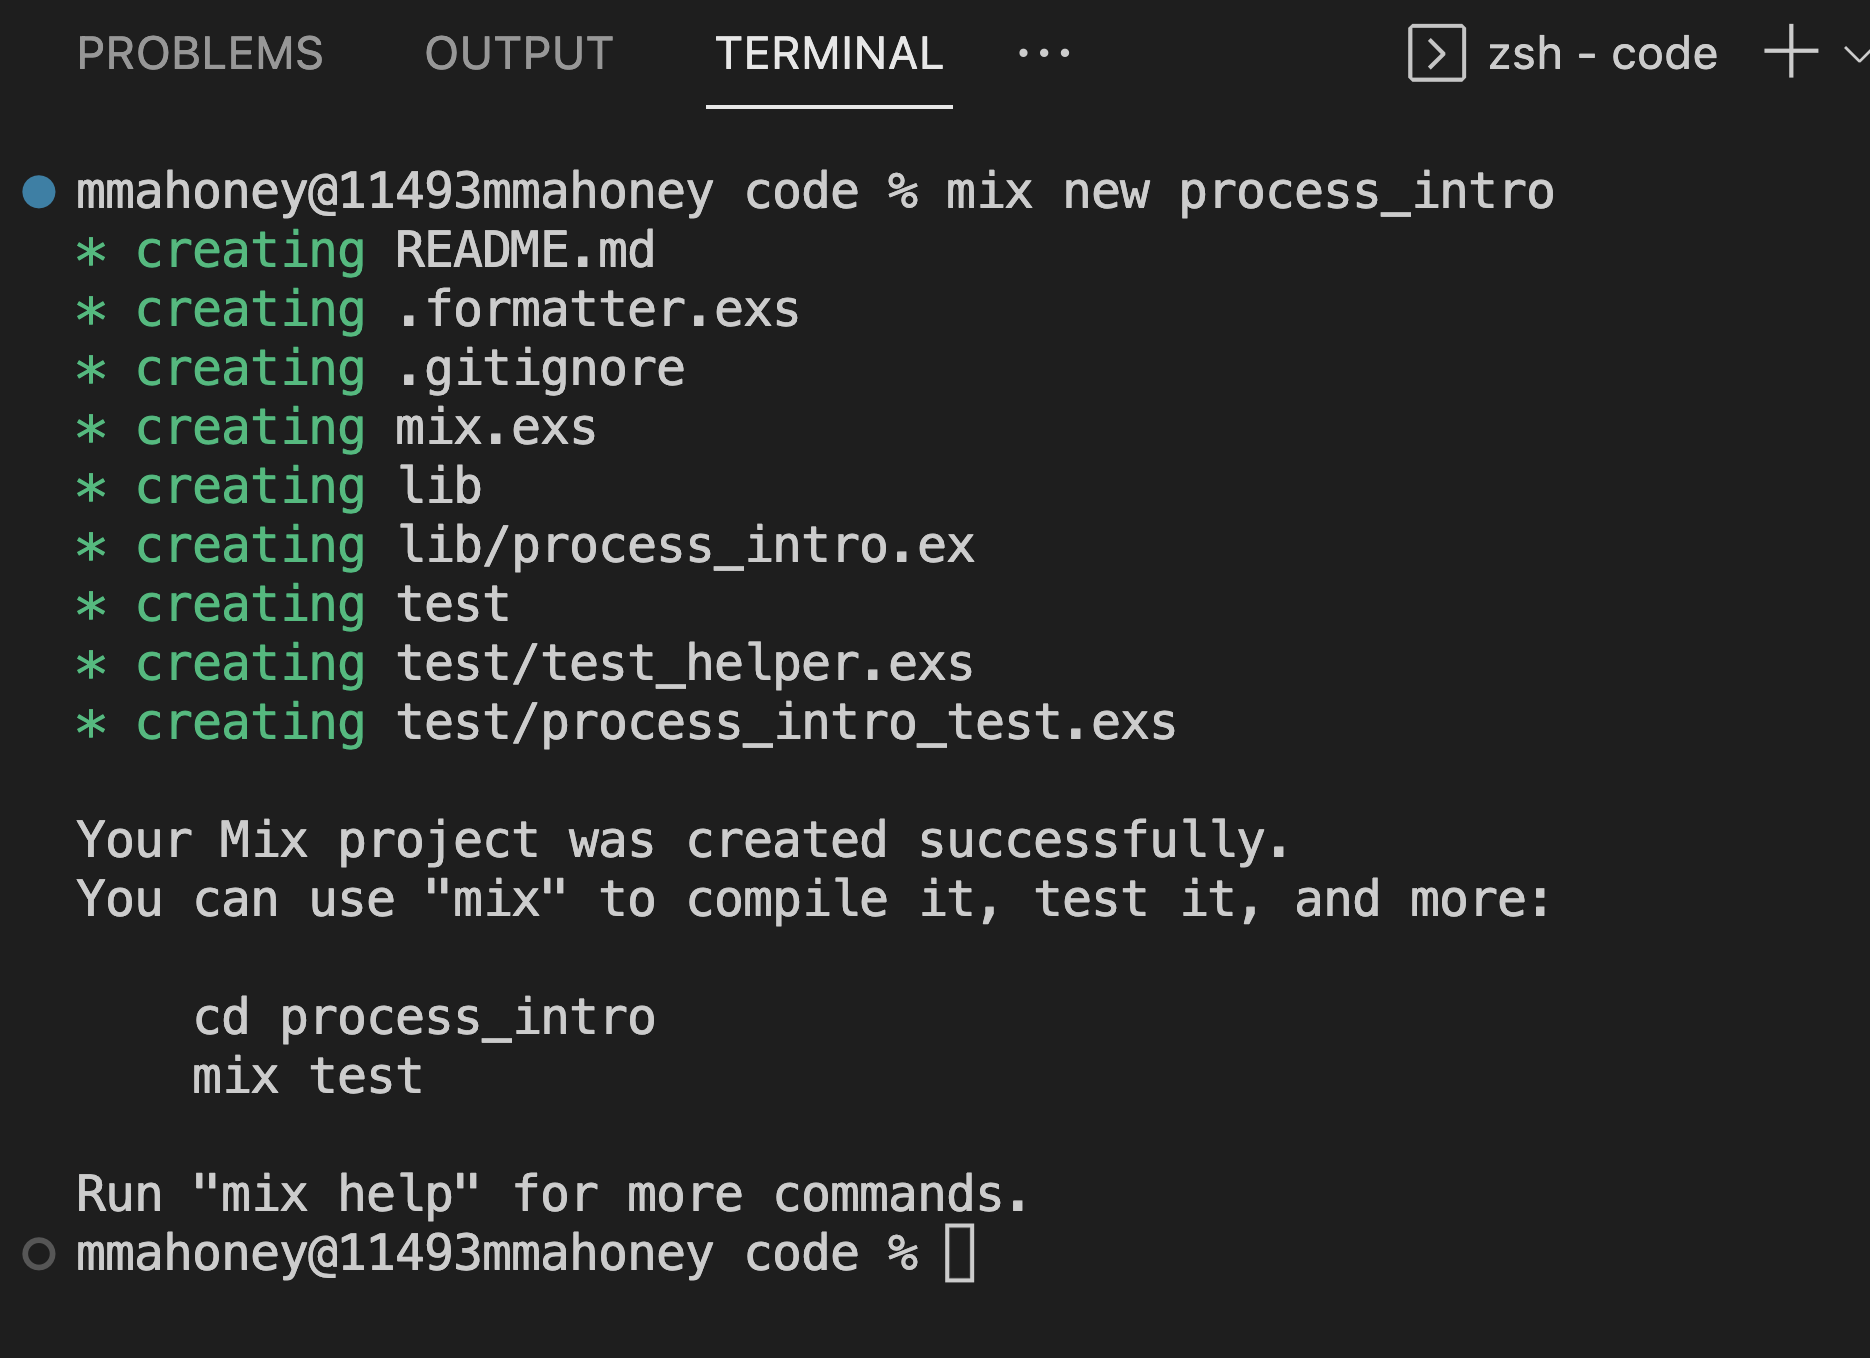 PROBLEMS OUTPUT TERMINAL ··· zsh - code
mmahoney@11493mmahoney code % mix new process_intro
* creating README.md
* creating .formatter.exs
* creating .gitignore
* creating mix.exs
* creating lib
* creating lib/process_intro.ex
* creating test
* creating test/test_helper.exs
* creating test/process_intro_test.exs
Your Mix project was created successfully.
You can use "mix" to compile it, test it, and more:
cd process_intro
mix test
Run "mix help" for more commands.
mmahoney@11493mmahoney code %